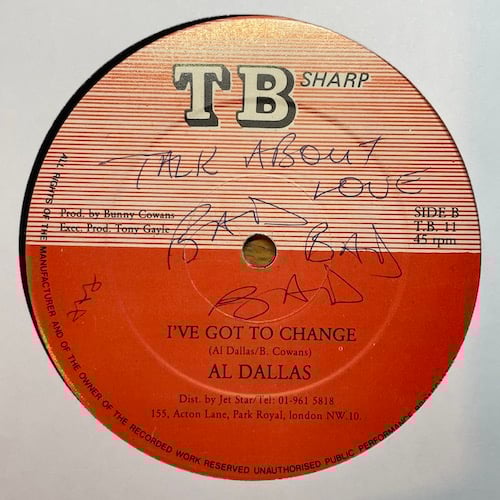 TB SHARP
TALK ABOUT
LOVE
Prod. by Bunny Cowans
Exec. Prod. Tony Gayle
SIDE B
T.B. 11
45 rpm
BAD BAD
BAD
I'VE GOT TO CHANGE
(Al Dallas/B. Cowans)
AL DALLAS
Dist. by Jet Star/Tel: 01-961 5818
155, Acton Lane, Park Royal, london NW.10.
ALL RIGHTS OF THE MANUFACTURER AND OF THE OWNER OF THE RECORDED WORK RESERVED UNAUTHORISED PUBLIC PERFORMANCE